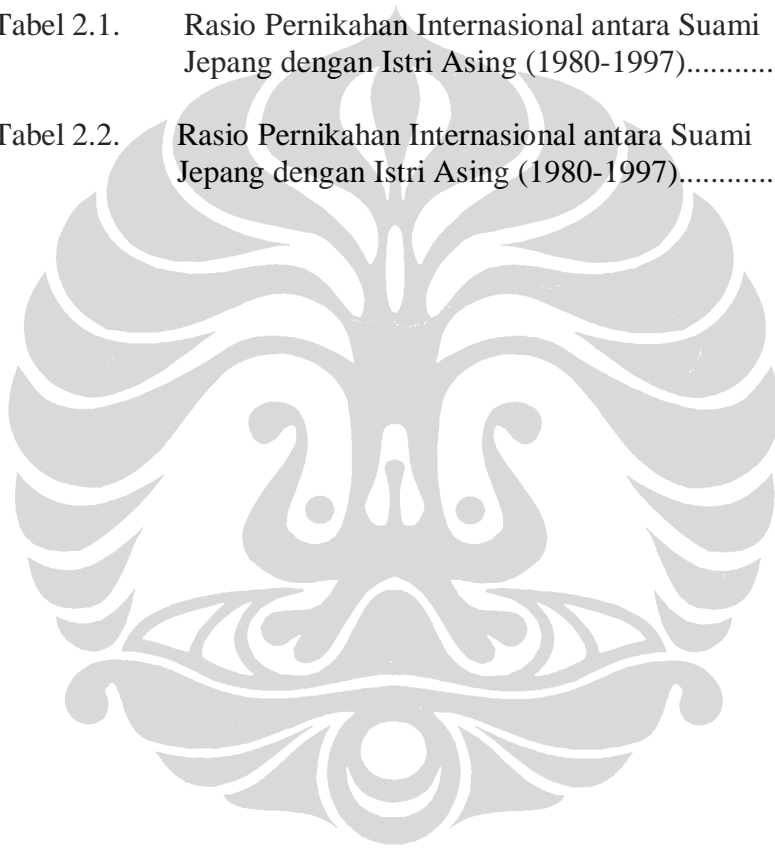 Tabel 2.1. Rasio Pernikahan Internasional antara Suami
Jepang dengan Istri Asing (1980-1997)...........
Tabel 2.2. Rasio Pernikahan Internasional antara Suami
Jepang dengan Istri Asing (1980-1997)............